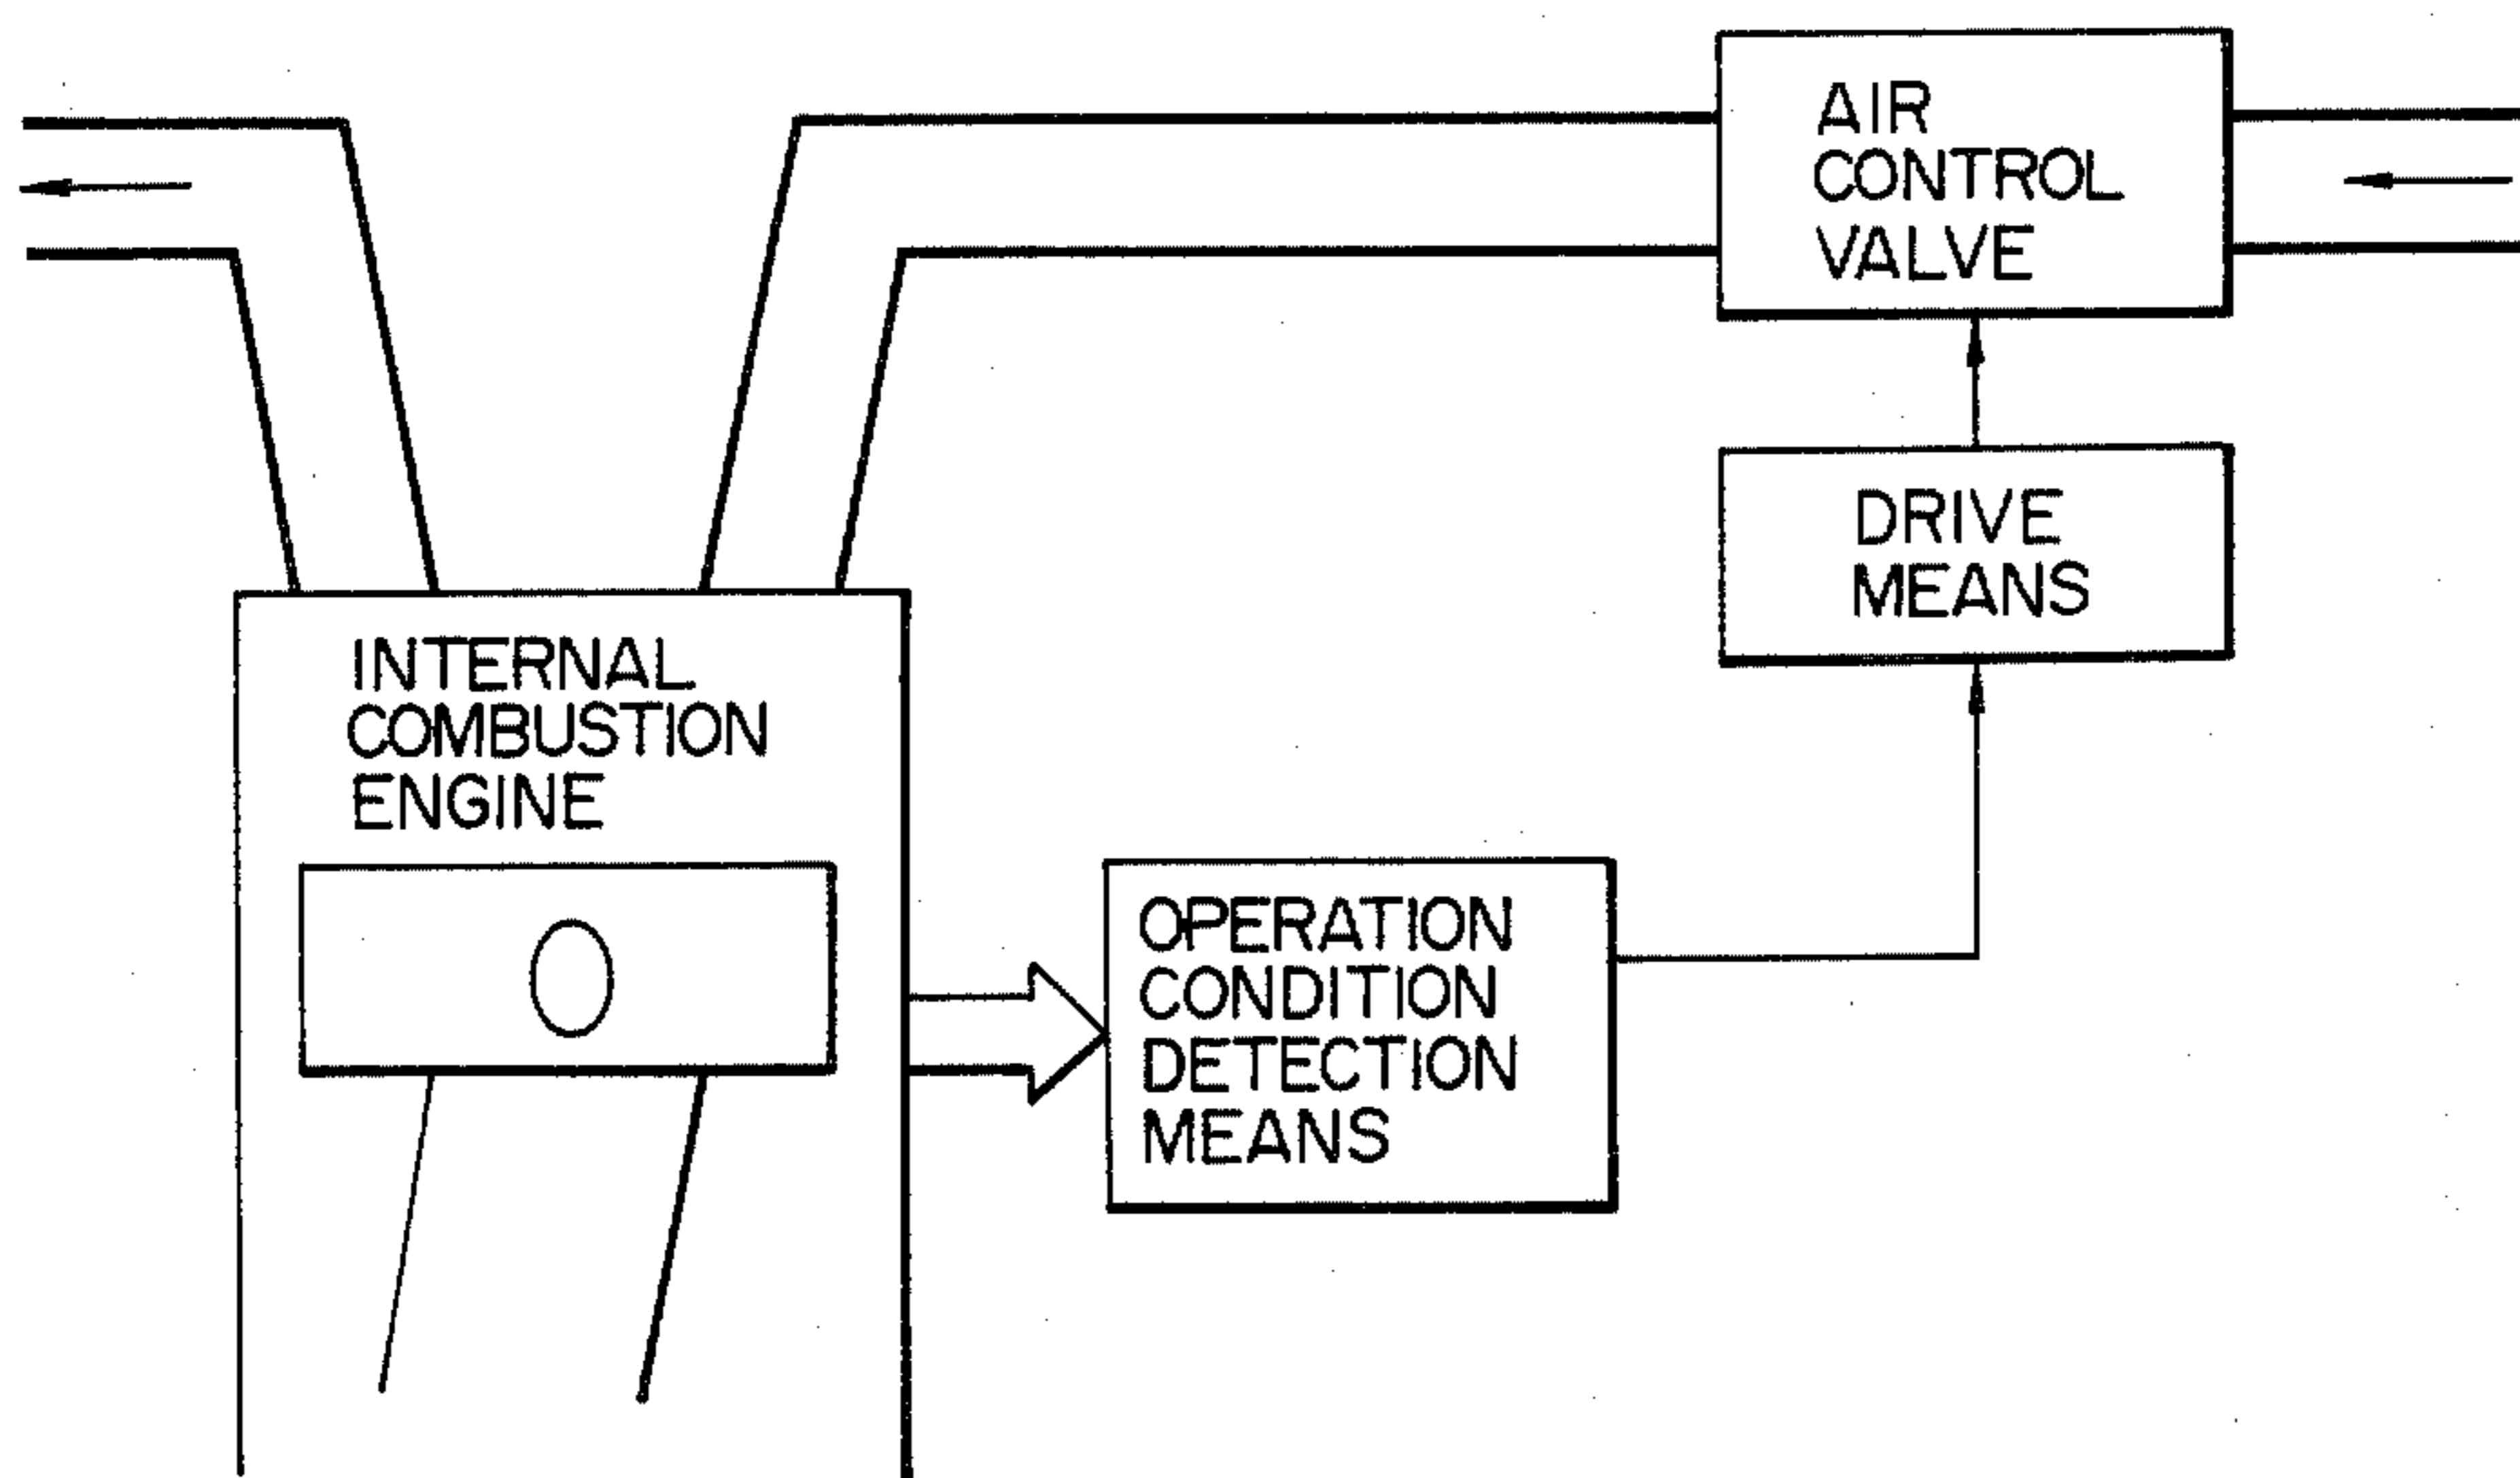 AIR
CONTROL
VALVE
DRIVE
MEANS
INTERNAL
COMBUSTION
ENGINE
OPERATION
CONDITION
DETECTION
MEANS